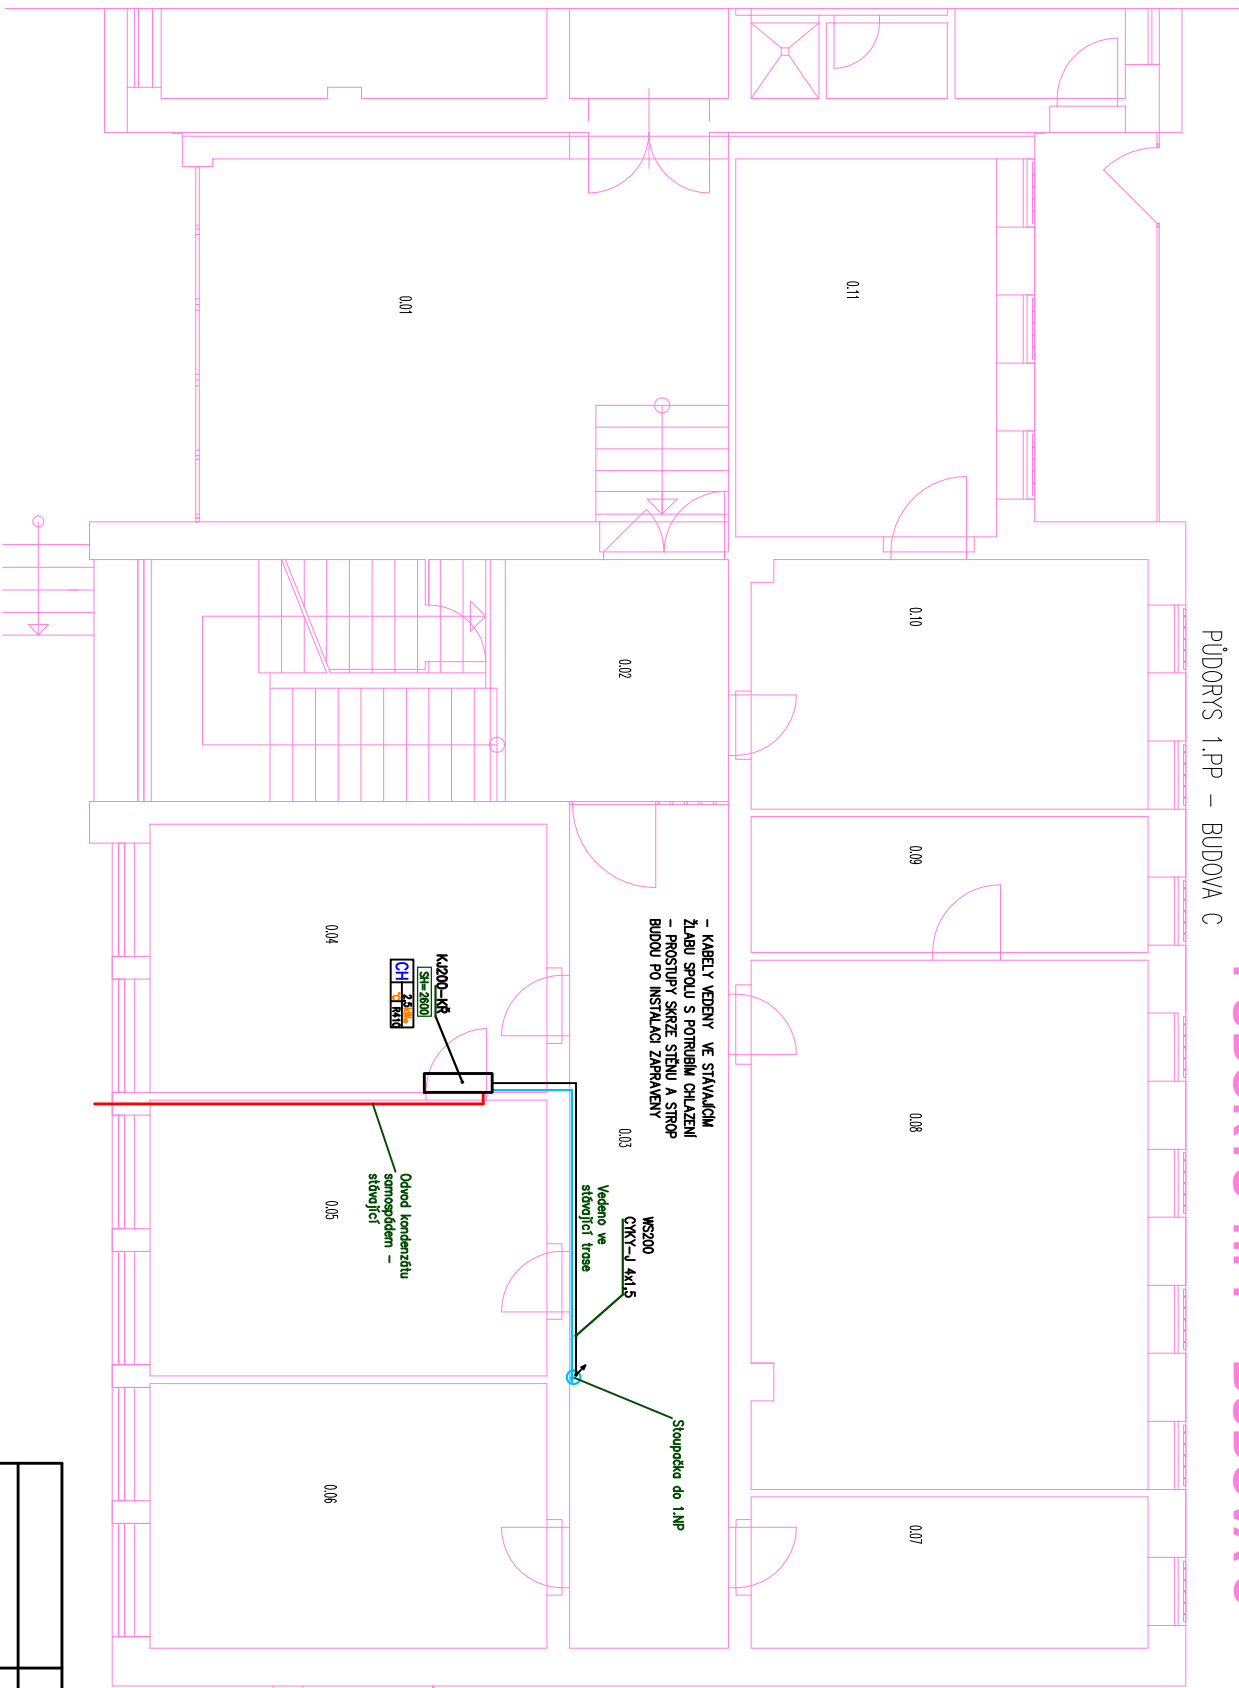 PŮDORYS 1.PP – BUDOVA C
0.01
0.11
0.02
0.10
0.09
0.04
0.08
0.03
0.05
0.06
0.07
– KABELY VEDENY VE STÁVAJÍCÍM
ŽLABU SPOLU S POTRUBÍM CHLAZENÍ
– PROSTUPY SKRZE STĚNU A STROP
BUDOU PO INSTALACI ZAPRAVENY
KJ200-KŘ
SH=2600
CH
R410
WS200
CYKY-J 4x1,5
Vedeno ve
stávající trase
Odvod kondenzátu
samospádem –
stávající
Stoupačka do 1.NP